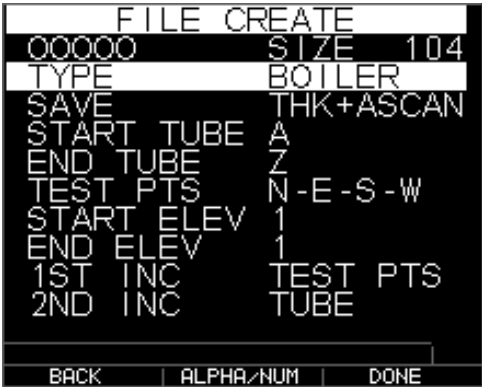 FILE CREATE
00000 SIZE 104
TYPE BOILER
SAVE THK+ASCAN
START TUBE A
END TUBE Z
TEST PTS N-E-S-W
START ELEV 1
END ELEV 1
1ST INC TEST PTS
2ND INC TUBE
BACK | ALPHA/NUM | DONE